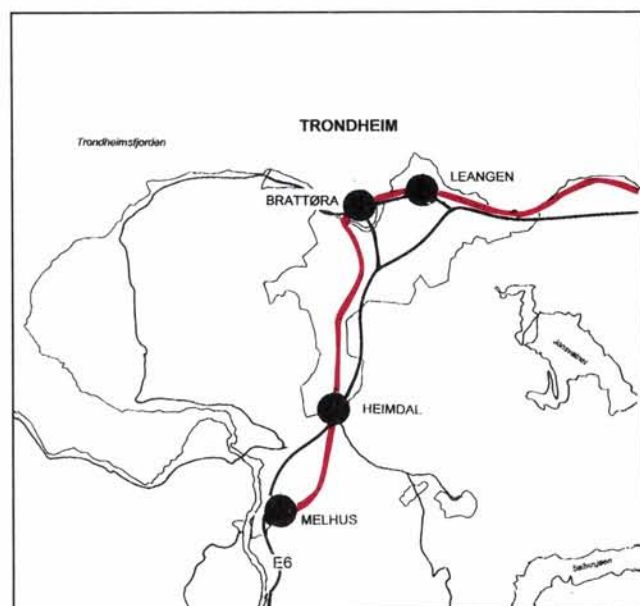 TRONDHEIM
Trondheimsfjorden
LEANGEN
BRATTØRA
HEIMDAL
MELHUS
E6